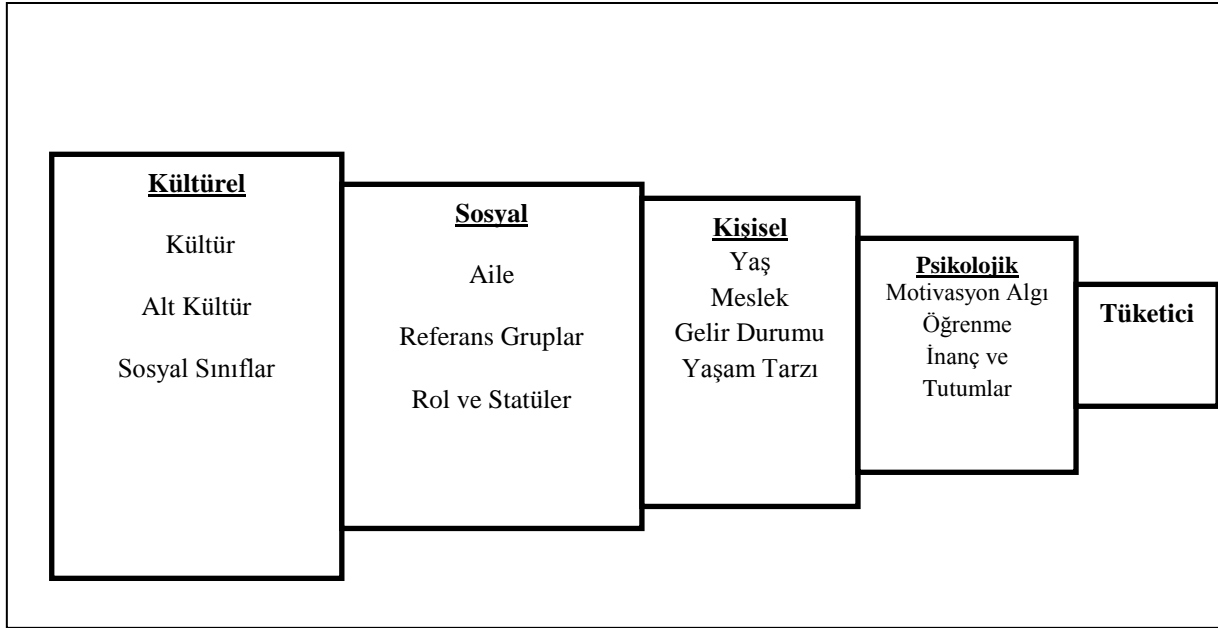 Kültürel
Kültür
Alt Kültür
Sosyal Sınıflar
Sosyal
Aile
Referans Gruplar
Rol ve Statüler
Kişisel
Yaş
Meslek
Gelir Durumu
Yaşam Tarzı
Psikolojik
Motivasyon Algı
Öğrenme
İnanç ve
Tutumlar
Tüketici